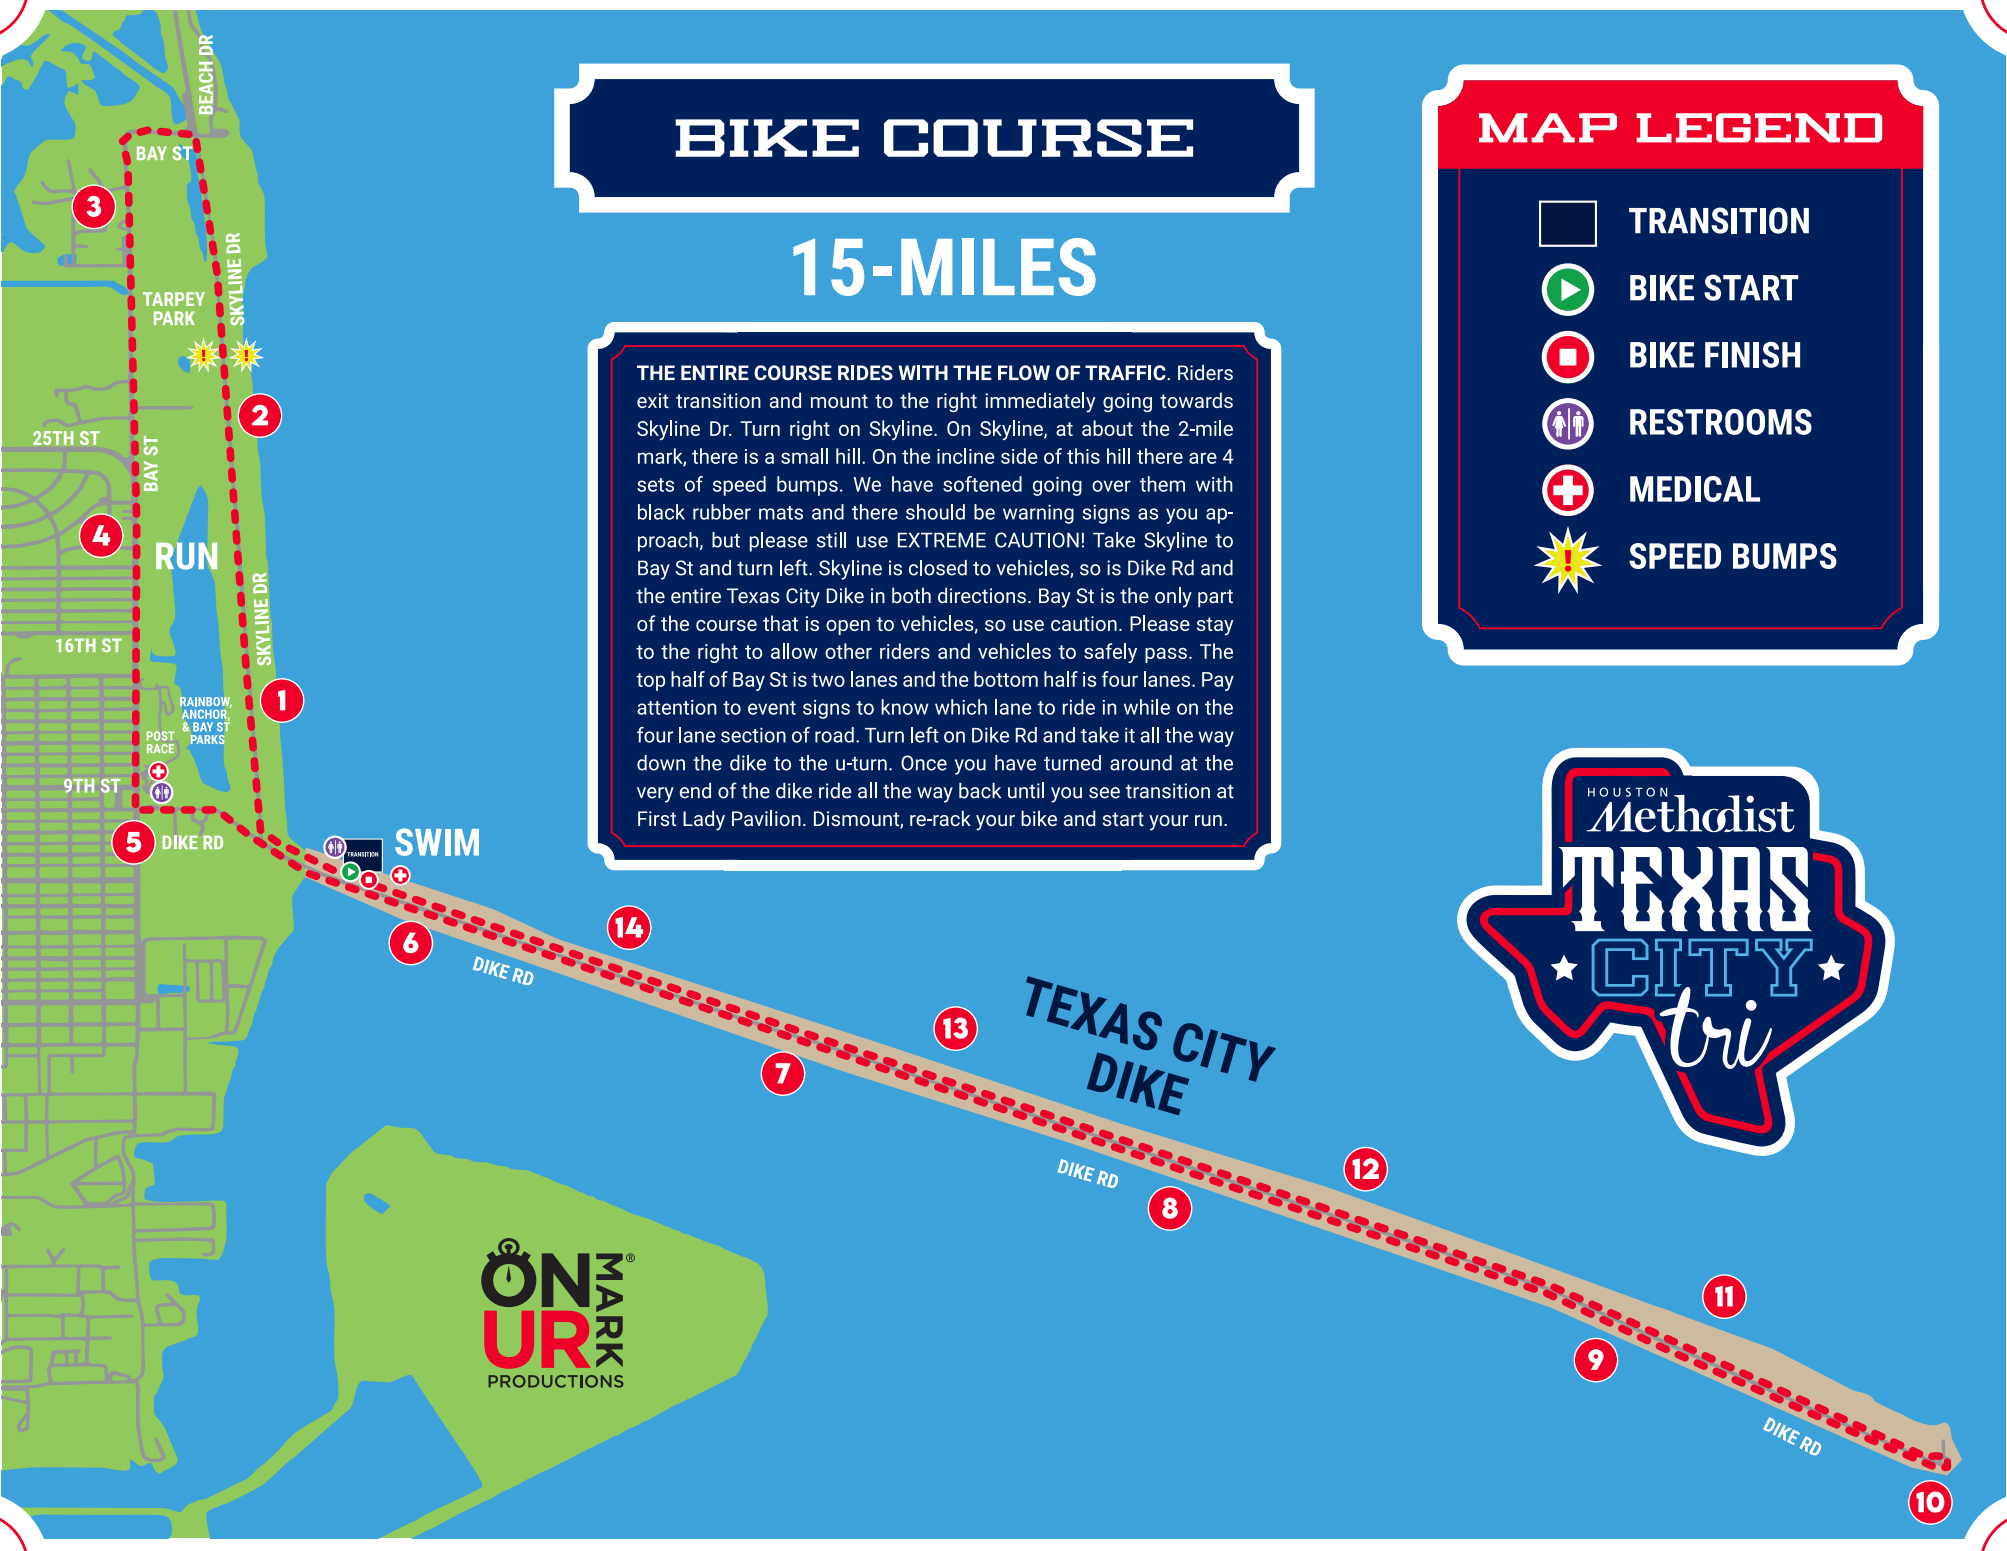 BIKE COURSE
15-MILES
THE ENTIRE COURSE RIDES WITH THE FLOW OF TRAFFIC. Riders
exit transition and mount to the right immediately going towards
Skyline Dr. Turn right on Skyline. On Skyline, at about the 2-mile
mark, there is a small hill. On the incline side of this hill there are 4
sets of speed bumps. We have softened going over them with
black rubber mats and there should be warning signs as you ap-
proach, but please still use EXTREME CAUTION! Take Skyline to
Bay St and turn left. Skyline is closed to vehicles, so is Dike Rd and
the entire Texas City Dike in both directions. Bay St is the only part
of the course that is open to vehicles, so use caution. Please stay
to the right to allow other riders and vehicles to safely pass. The
top half of Bay St is two lanes and the bottom half is four lanes. Pay
attention to event signs to know which lane to ride in while on the
four lane section of road. Turn left on Dike Rd and take it all the way
down the dike to the u-turn. Once you have turned around at the
very end of the dike ride all the way back until you see transition at
First Lady Pavilion. Dismount, re-rack your bike and start your run.
MAP LEGEND
TRANSITION
BIKE START
BIKE FINISH
RESTROOMS
MEDICAL
!
SPEED BUMPS
HOUSTON
Methodist
TEXAS
CITY
tri
BEACH DR
BAY ST
3
SKYLINE DR
TARPEY
PARK
!
!
2
25TH ST
BAY ST
4
RUN
SKYLINE DR
16TH ST
1
RAINBOW,
ANCHOR,
& BAY ST
PARKS
POST
RACE
9TH ST
5
DIKE RD
TRANSITION
SWIM
6
14
DIKE RD
7
13
TEXAS CITY
DIKE
DIKE RD
8
12
11
9
DIKE RD
10
ON
UR
MARK®
PRODUCTIONS